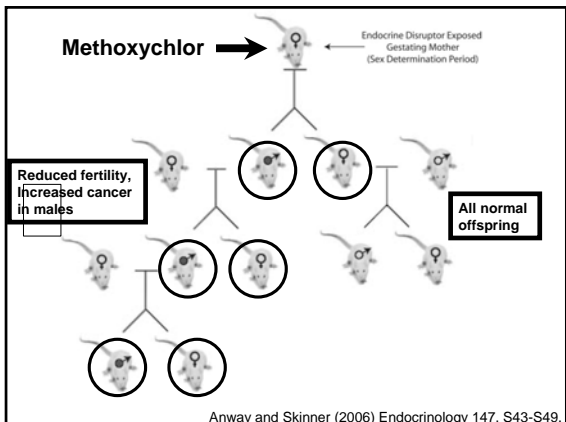 Methoxychlor
Endocrine Disruptor Exposed
Gestating Mother
(Sex Determination Period)
Reduced fertility,
Increased cancer
in males
All normal
offspring
Anway and Skinner (2006) Endocrinology 147, S43-S49.